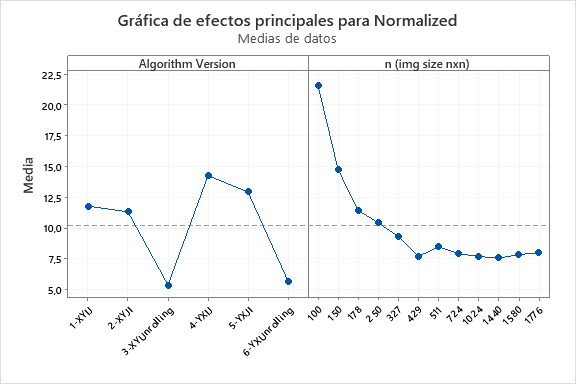 Gráfica de efectos principales para Normalized
Medias de datos
Algorithm Version
n (img size nxn)
Media
22,5
20,0
17,5
15,0
12,5
10,0
7,5
5,0
1-XYIJ
2-XYJI
3-XYUnrolling
4-YXIJ
5-YXJI
6-YXUnrolling
100
150
178
250
327
429
511
724
1024
1440
1580
1776